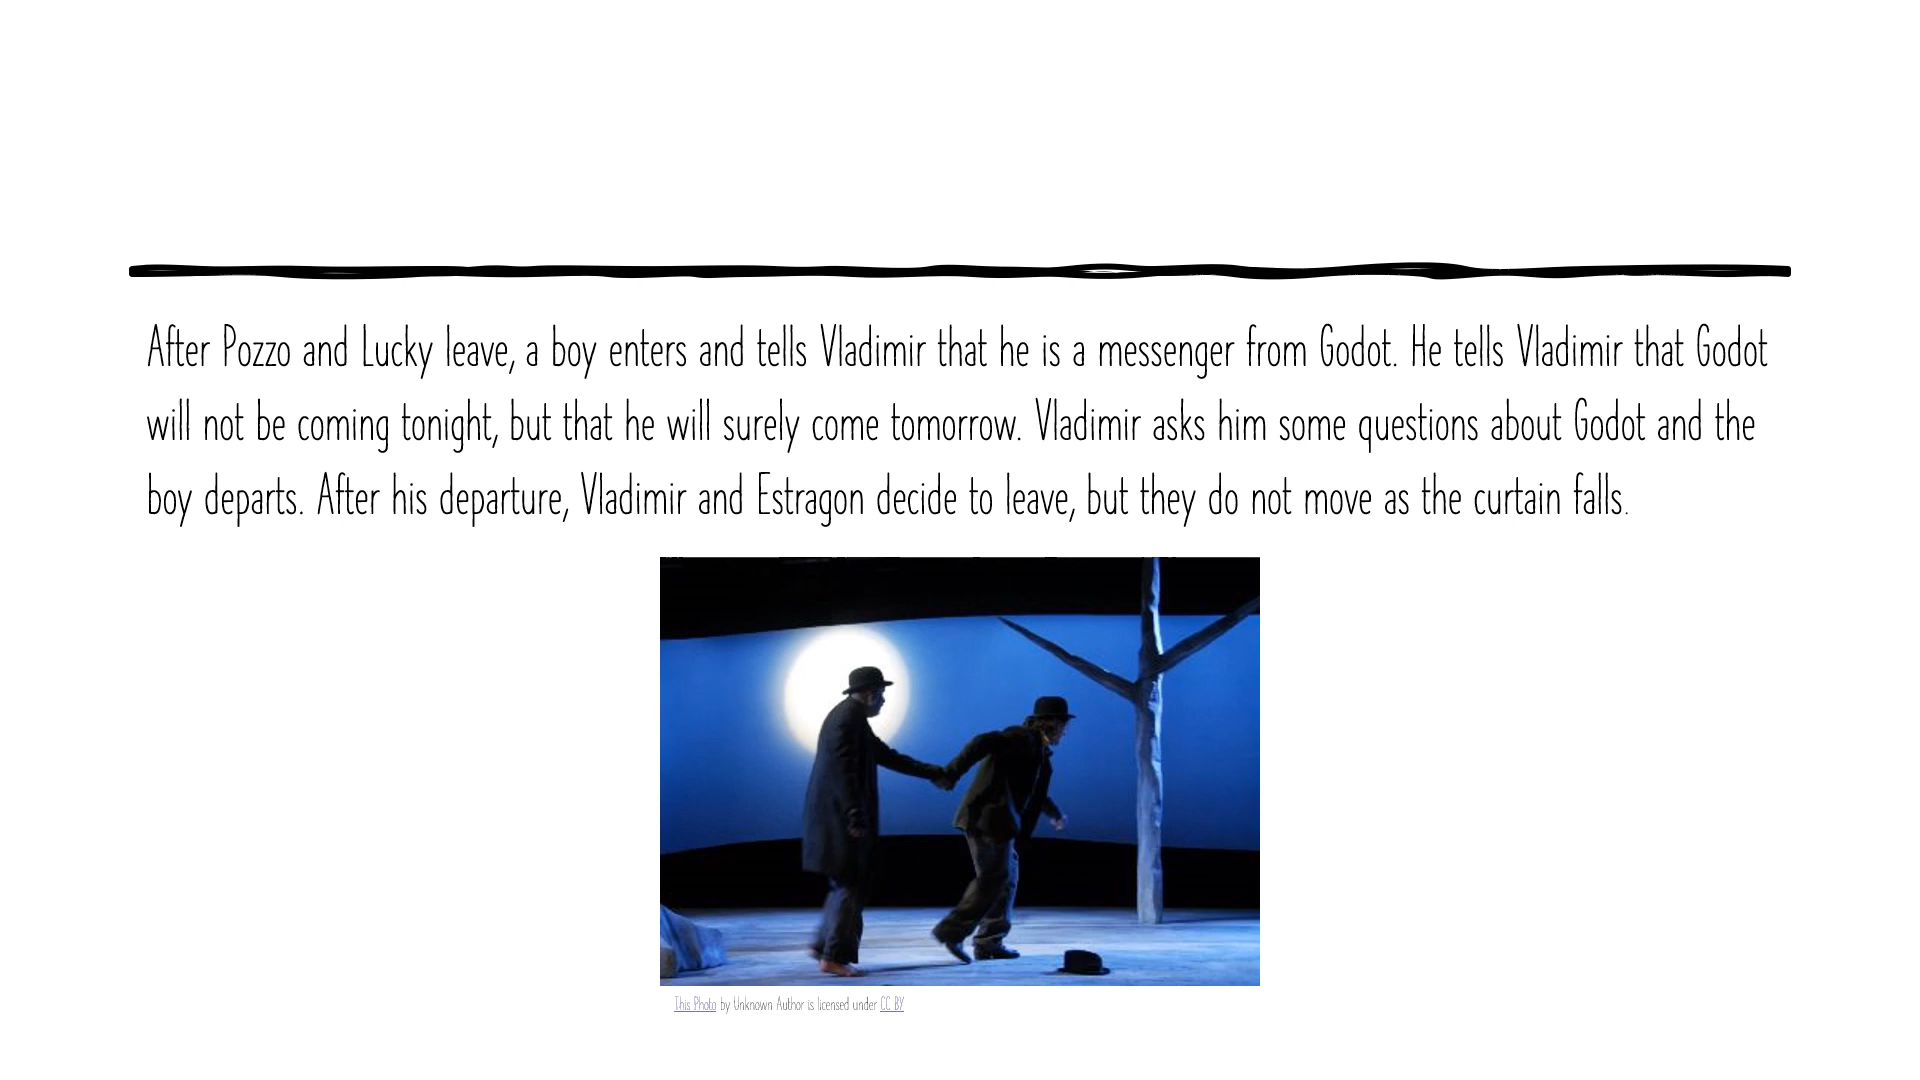 After Pozzo and Lucky leave, a boy enters and tells Vladimir that he is a messenger from Godot. He tells Vladimir that Godot
will not be coming tonight, but that he will surely come tomorrow. Vladimir asks him some questions about Godot and the
boy departs. After his departure, Vladimir and Estragon decide to leave, but they do not move as the curtain falls.
This Photo by Unknown Author is licensed under CC BY